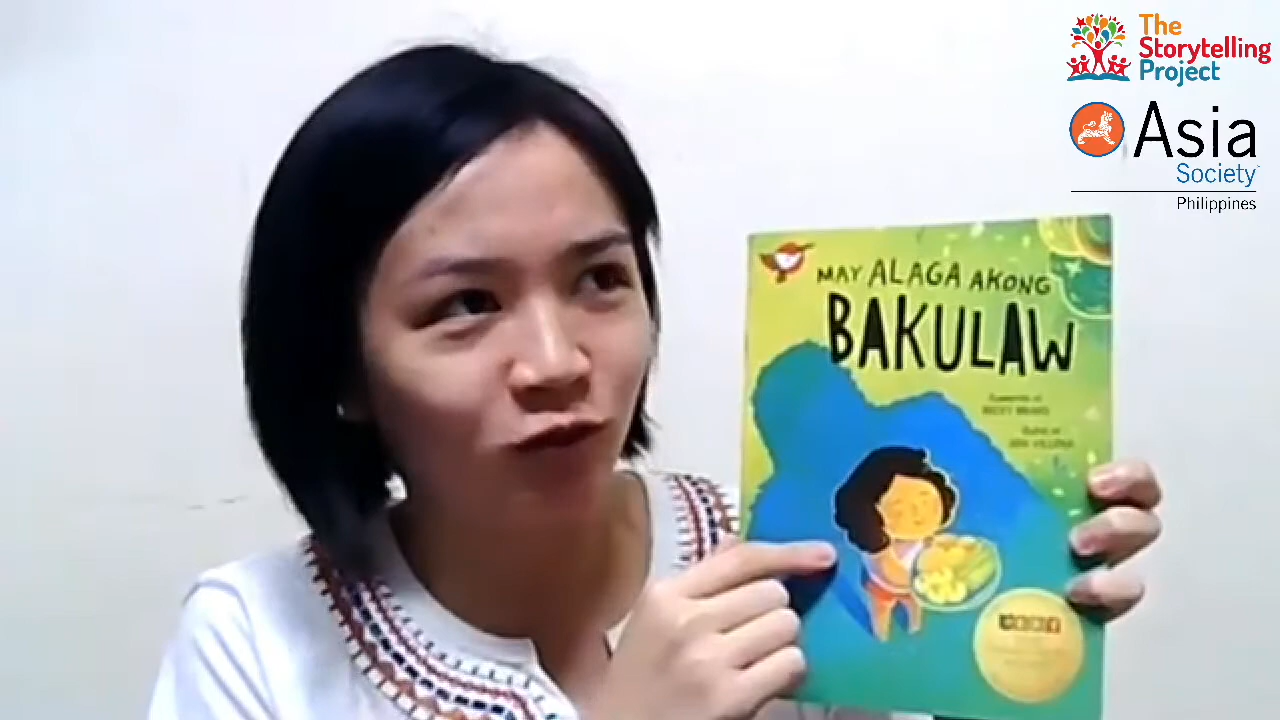 The
Storytelling
Project
Asia
Society
Philippines
MAY ALAGA AKONG
BAKULAW